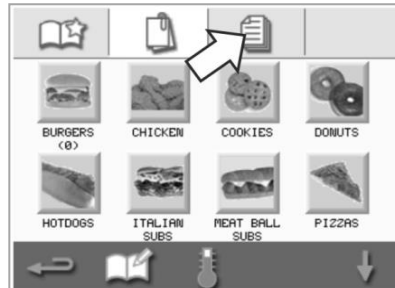 BURGERS CHICKEN COOKIES DONUTS
(0)
HOTDOGS ITALIAN MEAT BALL PIZZAS
SUBS SUBS